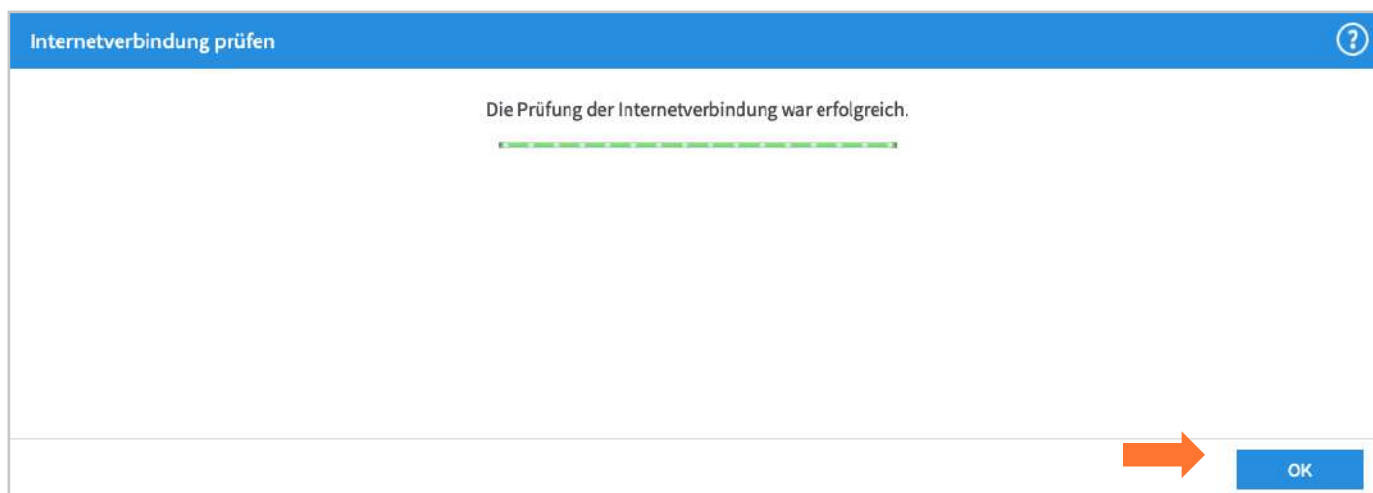 Internetverbindung prüfen
?
Die Prüfung der Internetverbindung war erfolgreich.
OK